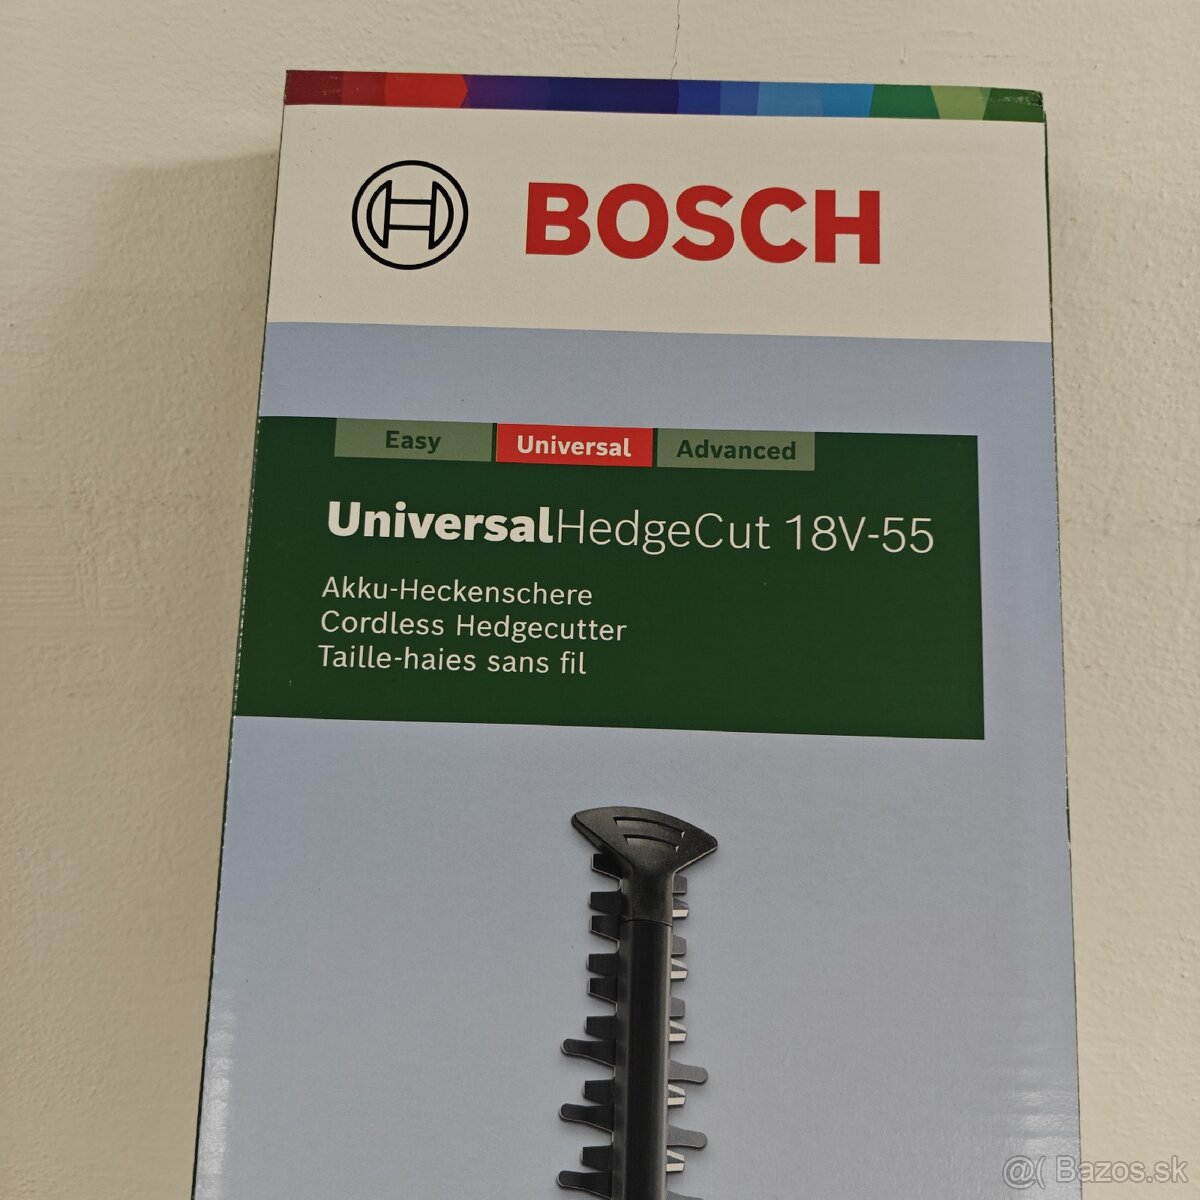 BOSCH
Easy Universal Advanced
UniversalHedgeCut 18V-55
Akku-Heckenschere
Cordless Hedgecutter
Taille-haies sans fil
@( Bazos.sk